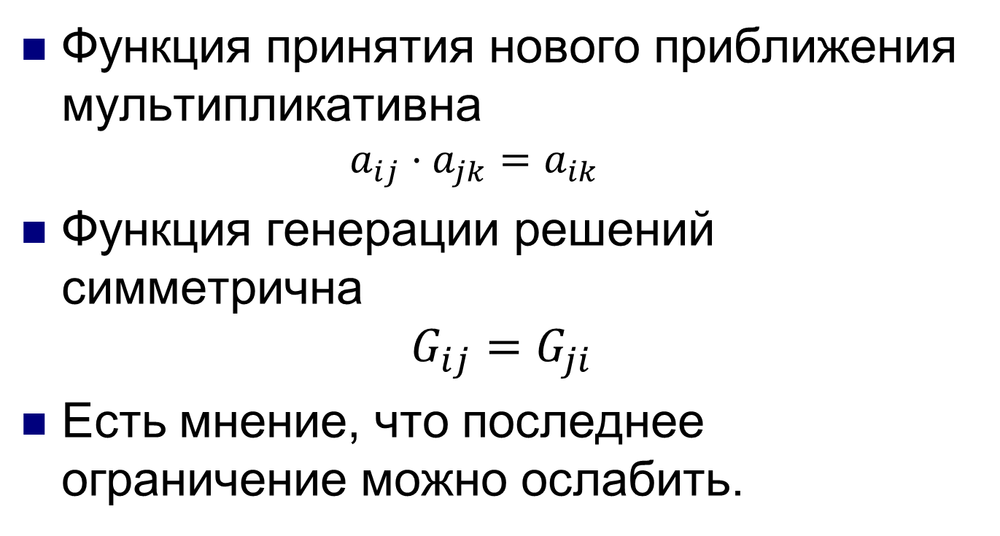 Функция принятия нового приближения
мультипликативна
a_{ij} · a_{jk} = a_{ik}
Функция генерации решений
симметрична
G_{ij} = G_{ji}
Есть мнение, что последнее
ограничение можно ослабить.